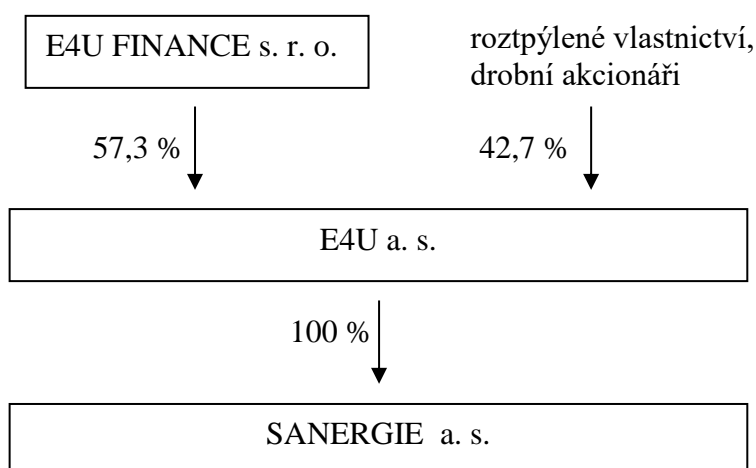 E4U FINANCE s. r. o.
roztpýlené vlastnictví,
drobní akcionáři
57,3 %
42,7 %
E4U a. s.
100 %
SANERGIE a. s.